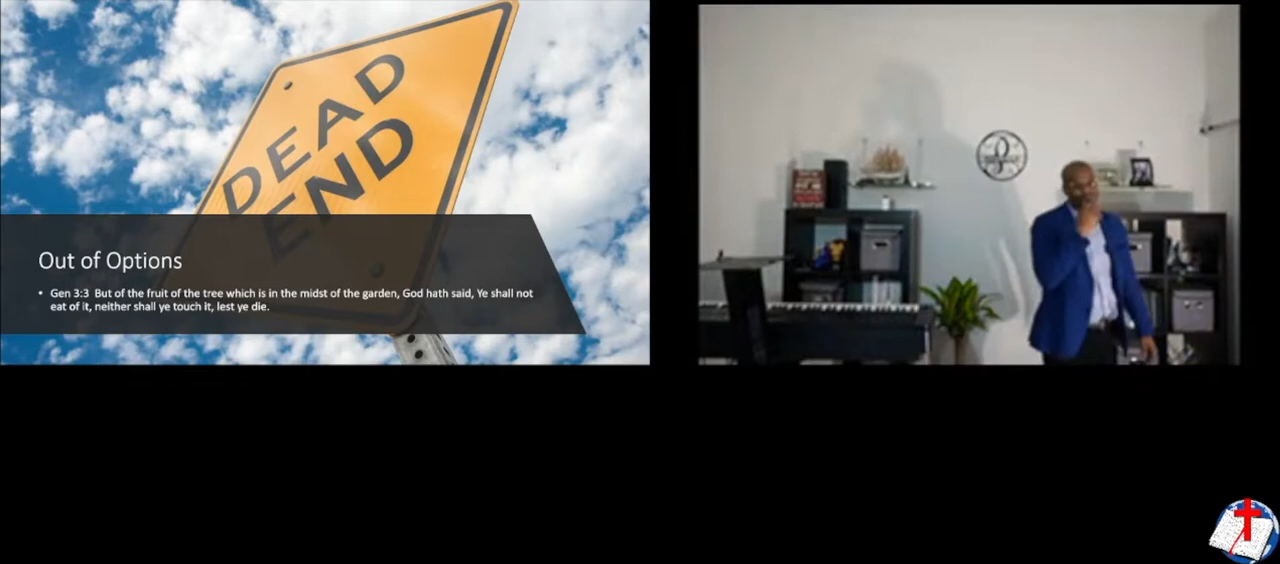 DEAD
END
Out of Options
• Gen 3:3 But of the fruit of the tree which is in the midst of the garden, God hath said, Ye shall not
eat of it, neither shall ye touch it, lest ye die.